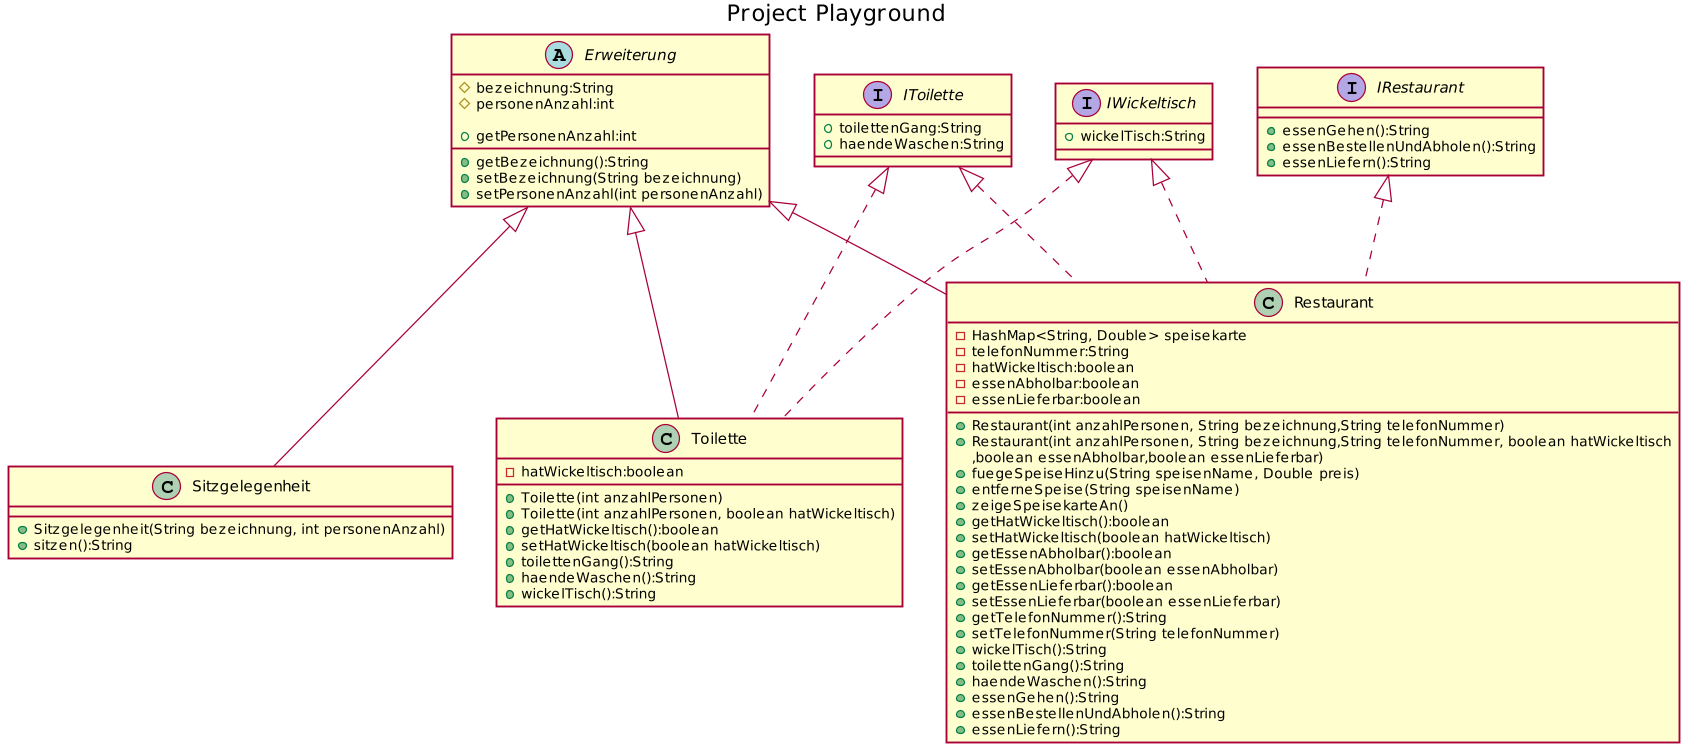 Project Playground
A Erweiterung
bezeichnung:String
personenAnzahl:int
getPersonenAnzahl:int
getBezeichnung():String
setBezeichnung(String bezeichnung)
setPersonenAnzahl(int personenAnzahl)
I IToilette
toilettenGang:String
haendeWaschen:String
I IWickeltisch
wickelTisch:String
I IRestaurant
essenGehen():String
essenBestellenUndAbholen():String
essenLiefern():String
C Sitzgelegenheit
Sitzgelegenheit(String bezeichnung, int personenAnzahl)
sitzen():String
C Toilette
hatWickeltisch:boolean
Toilette(int anzahlPersonen)
Toilette(int anzahlPersonen, boolean hatWickeltisch)
getHatWickeltisch():boolean
setHatWickeltisch(boolean hatWickeltisch)
toilettenGang():String
haendeWaschen():String
wickelTisch():String
C Restaurant
HashMap<String, Double> speisekarte
telefonNummer:String
hatWickeltisch:boolean
essenAbholbar:boolean
essenLieferbar:boolean
Restaurant(int anzahlPersonen, String bezeichnung,String telefonNummer)
Restaurant(int anzahlPersonen, String bezeichnung,String telefonNummer, boolean hatWickeltisch
,boolean essenAbholbar,boolean essenLieferbar)
fuegeSpeiseHinzu(String speisenName, Double preis)
entferneSpeise(String speisenName)
zeigeSpeisekarteAn()
getHatWickeltisch():boolean
setHatWickeltisch(boolean hatWickeltisch)
getEssenAbholbar():boolean
setEssenAbholbar(boolean essenAbholbar)
getEssenLieferbar():boolean
setEssenLieferbar(boolean essenLieferbar)
getTelefonNummer():String
setTelefonNummer(String telefonNummer)
wickelTisch():String
toilettenGang():String
haendeWaschen():String
essenGehen():String
essenBestellenUndAbholen():String
essenLiefern():String